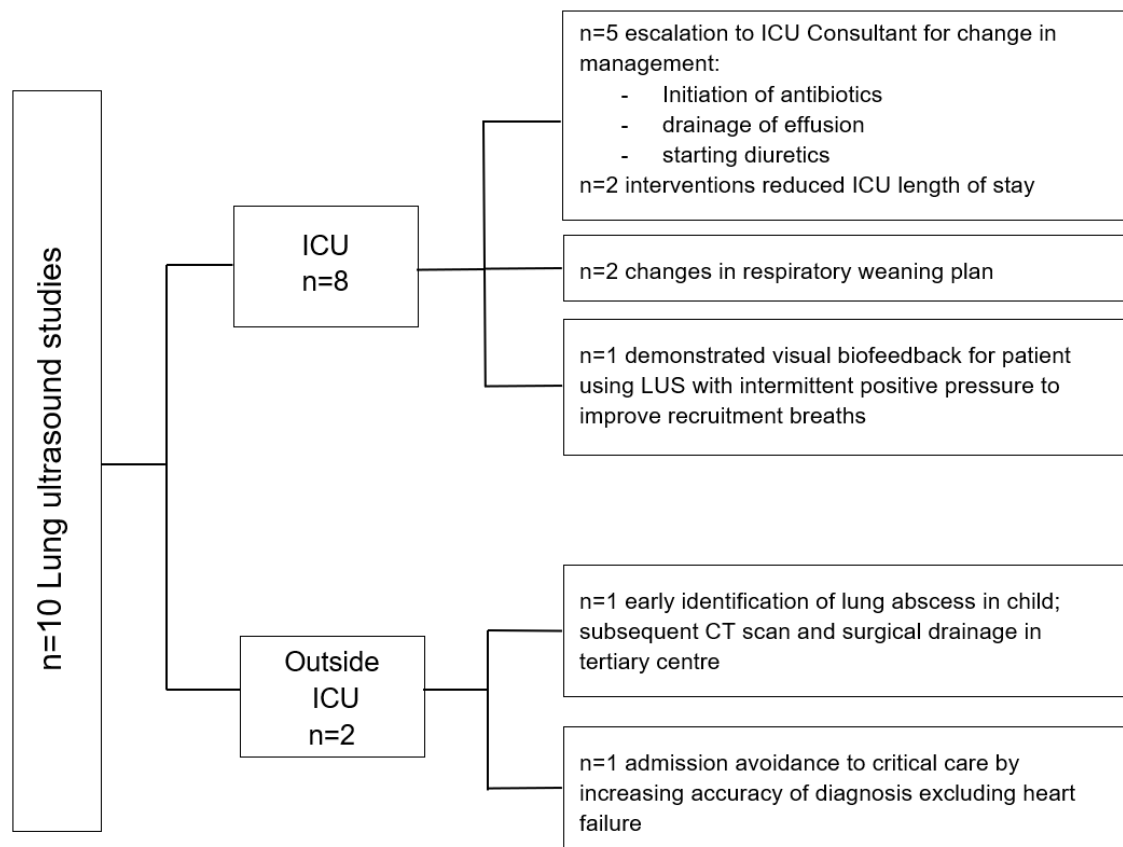 n=10 Lung ultrasound studies
ICU
n=8
n=5 escalation to ICU Consultant for change in
management:
- Initiation of antibiotics
- drainage of effusion
- starting diuretics
n=2 interventions reduced ICU length of stay
n=2 changes in respiratory weaning plan
n=1 demonstrated visual biofeedback for patient
using LUS with intermittent positive pressure to
improve recruitment breaths
Outside
ICU
n=2
n=1 early identification of lung abscess in child;
subsequent CT scan and surgical drainage in
tertiary centre
n=1 admission avoidance to critical care by
increasing accuracy of diagnosis excluding heart
failure